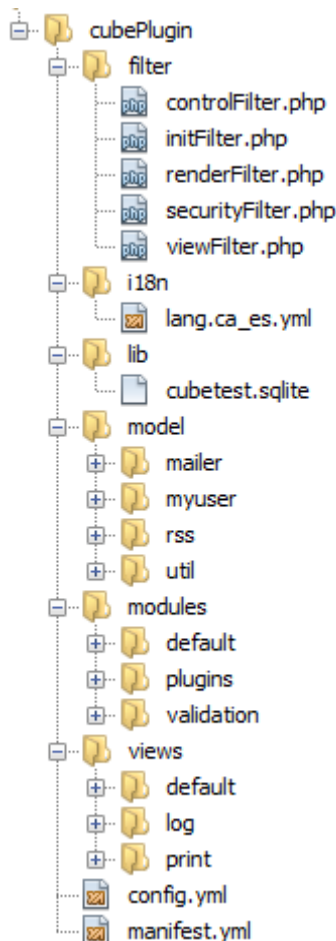 cubePlugin
filter
controlFilter.php
initFilter.php
renderFilter.php
securityFilter.php
viewFilter.php
i18n
lang.ca_es.yml
lib
cubetest.sqlite
model
mailer
myuser
rss
util
modules
default
plugins
validation
views
default
log
print
config.yml
manifest.yml